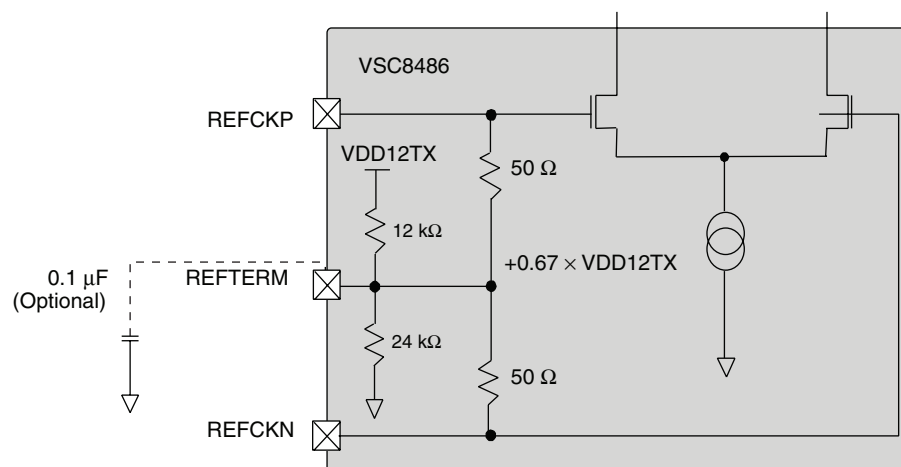 VSC8486
REFCKP
VDD12TX
50 Ω
12 kΩ
+0.67 × VDD12TX
0.1 µF
(Optional)
REFTERM
24 kΩ
50 Ω
REFCKN